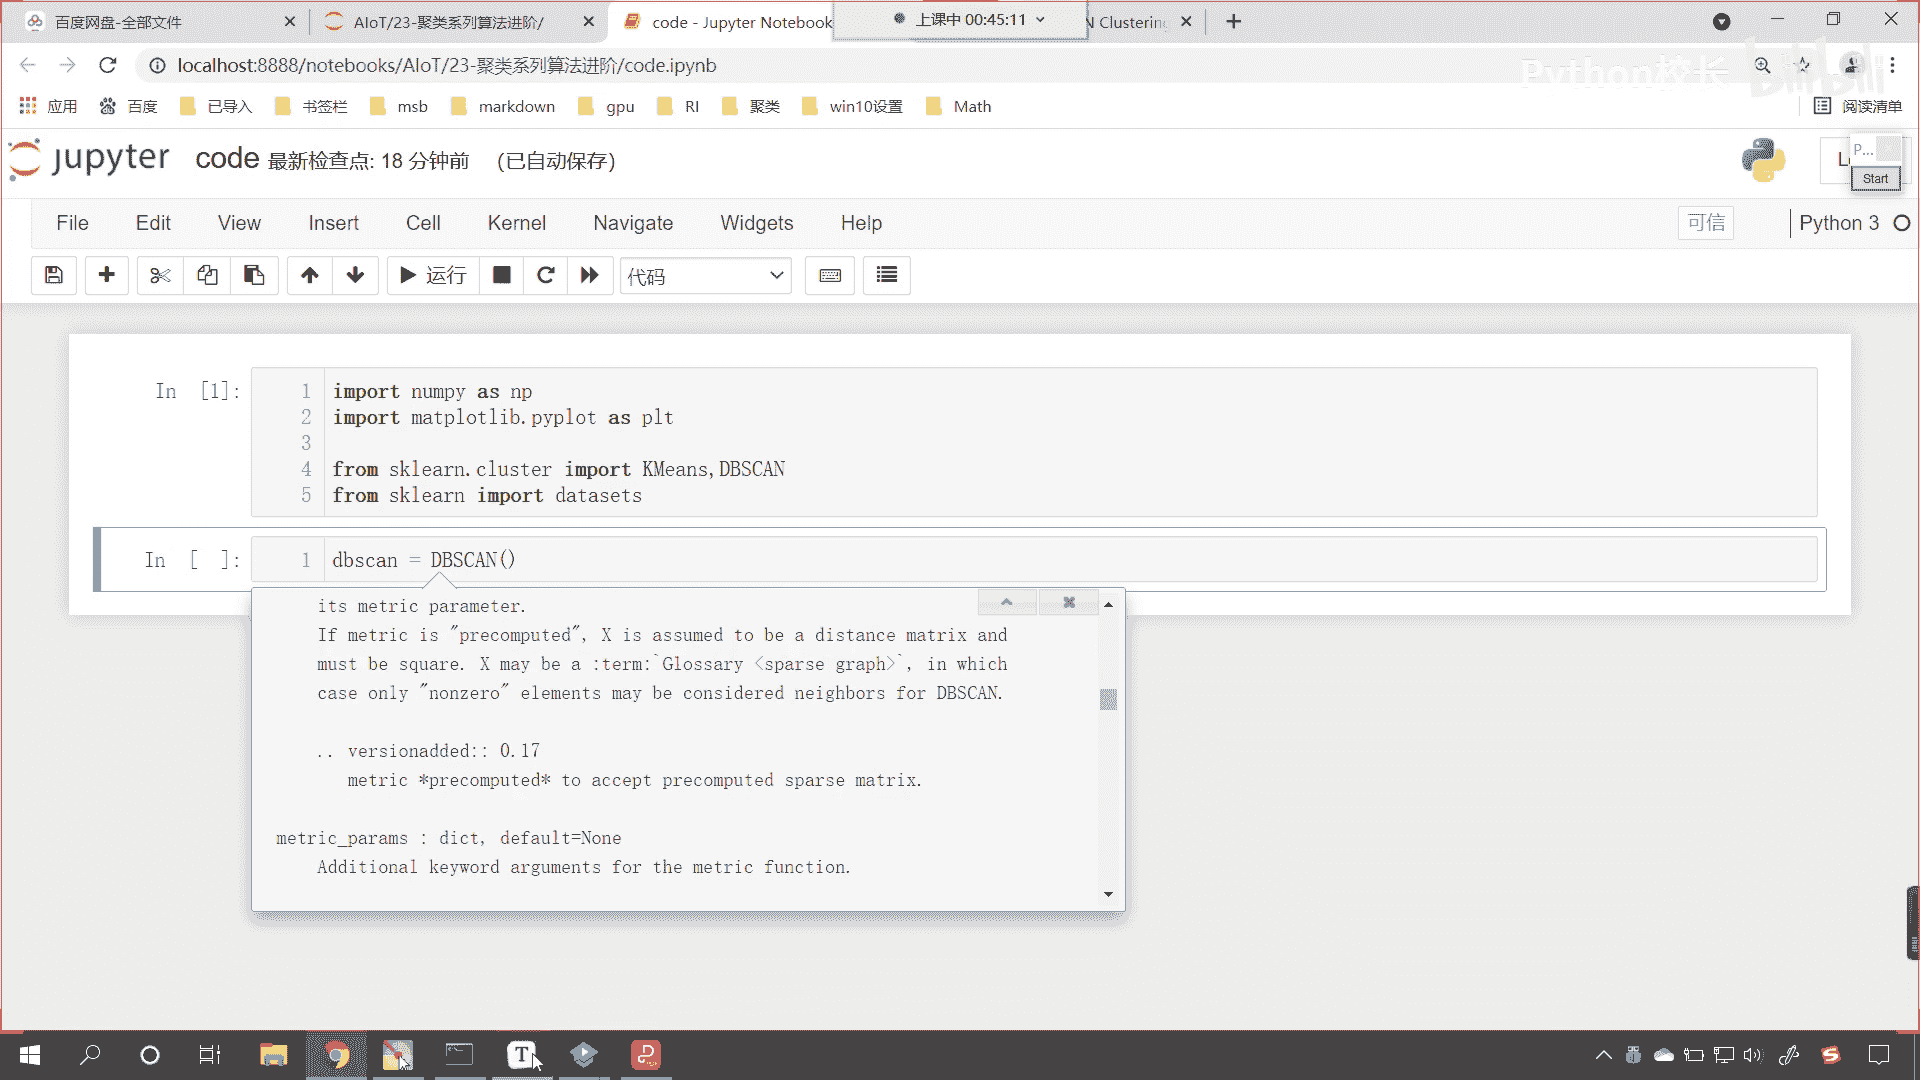 百度网盘-全部文件
AIoT/23-聚类系列算法进阶/
code - Jupyter Notebook
上课中 00:45:11
N Clustering
localhost:8888/notebooks/AIoT/23-聚类系列算法进阶/code.ipynb
Python校长
bilibili
应用
百度
已导入
书签栏
msb
markdown
gpu
RI
聚类
win10设置
Math
阅读清单
jupyter
code 最新检查点: 18 分钟前 (已自动保存)
P...
Start
File Edit View Insert Cell Kernel Navigate Widgets Help
可信
Python 3
运行
代码
In [1]:
1 import numpy as np
2 import matplotlib.pyplot as plt
3
4 from sklearn.cluster import KMeans,DBSCAN
5 from sklearn import datasets
In [ ]:
1 dbscan = DBSCAN()
its metric parameter.
If metric is "precomputed", X is assumed to be a distance matrix and
must be square. X may be a :term:`Glossary <sparse graph>`, in which
case only "nonzero" elements may be considered neighbors for DBSCAN.
.. versionadded:: 0.17
metric *precomputed* to accept precomputed sparse matrix.
metric_params : dict, default=None
Additional keyword arguments for the metric function.